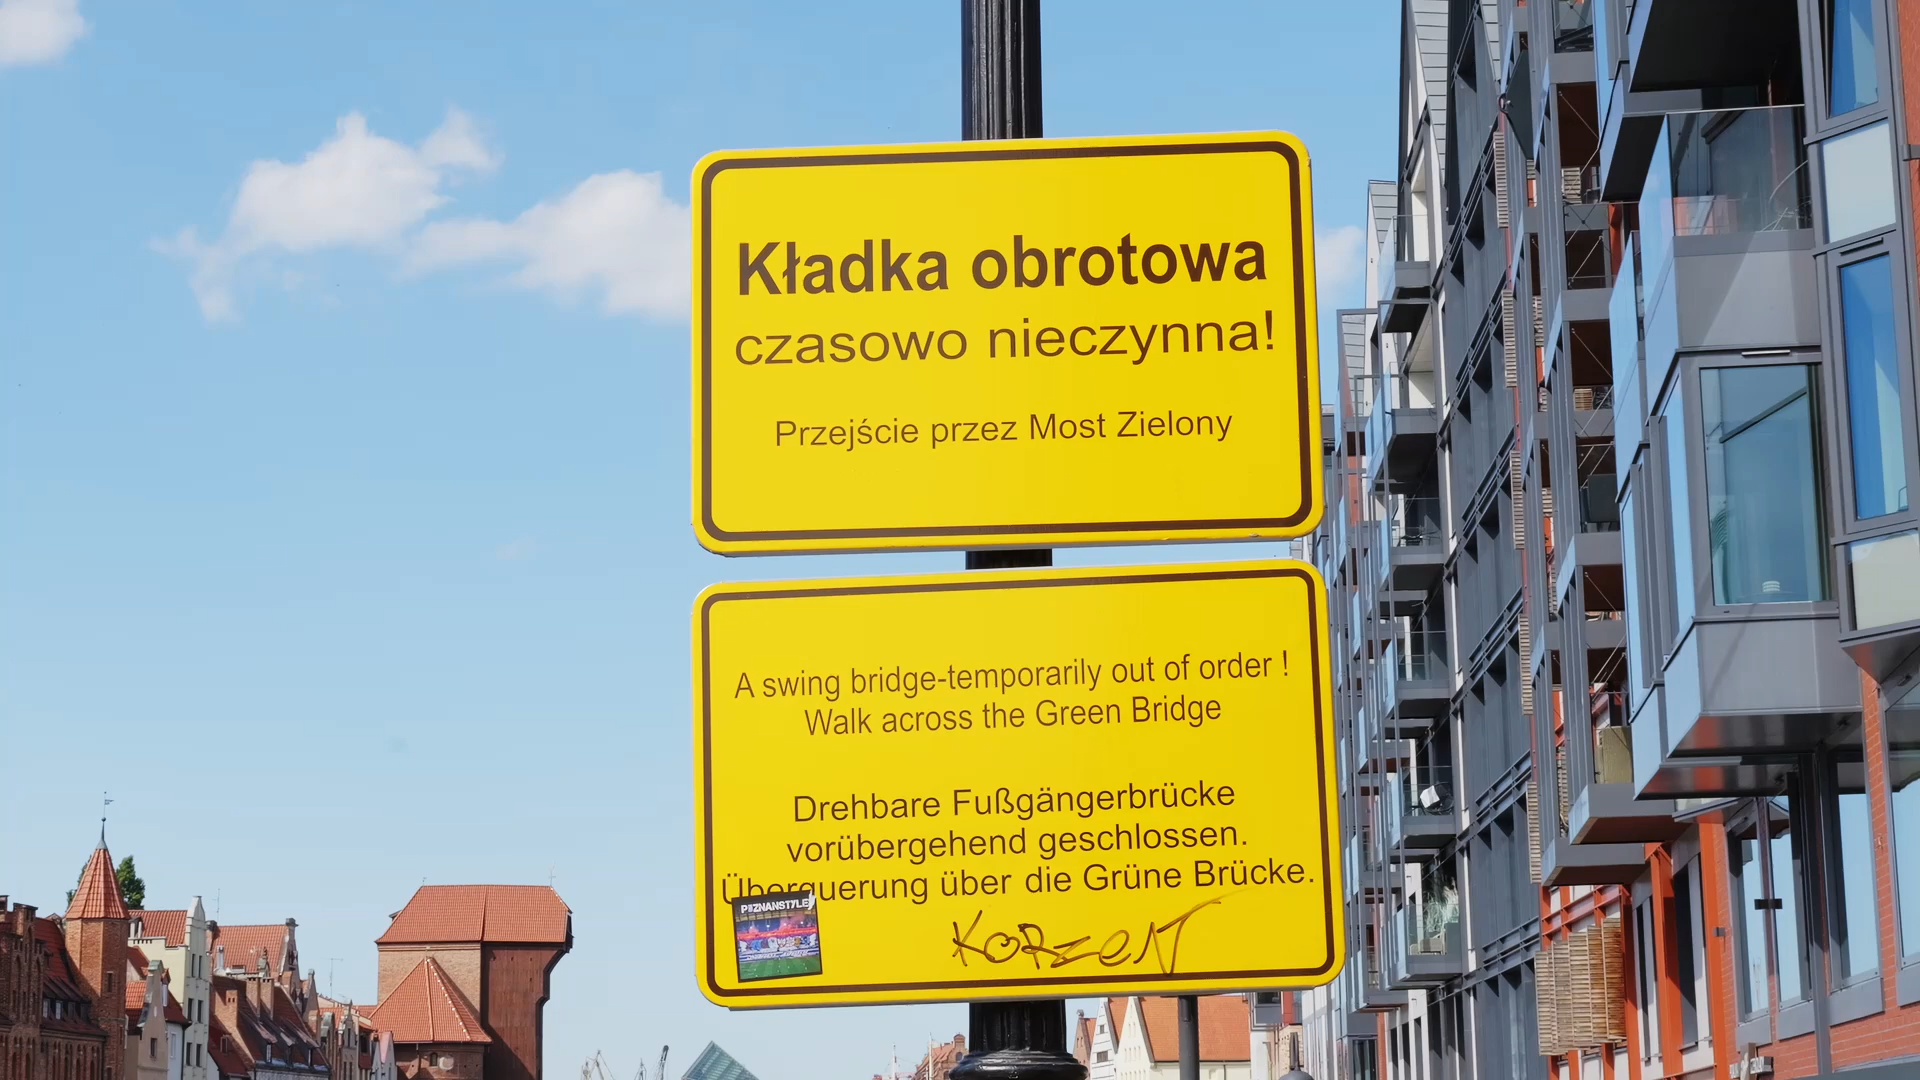 Kładka obrotowa
czasowo nieczynna!
Przejście przez Most Zielony
A swing bridge-temporarily out of order !
Walk across the Green Bridge
Drehbare Fußgängerbrücke
vorübergehend geschlossen.
Überquerung über die Grüne Brücke.
POZNANSTYLE
KORZEN